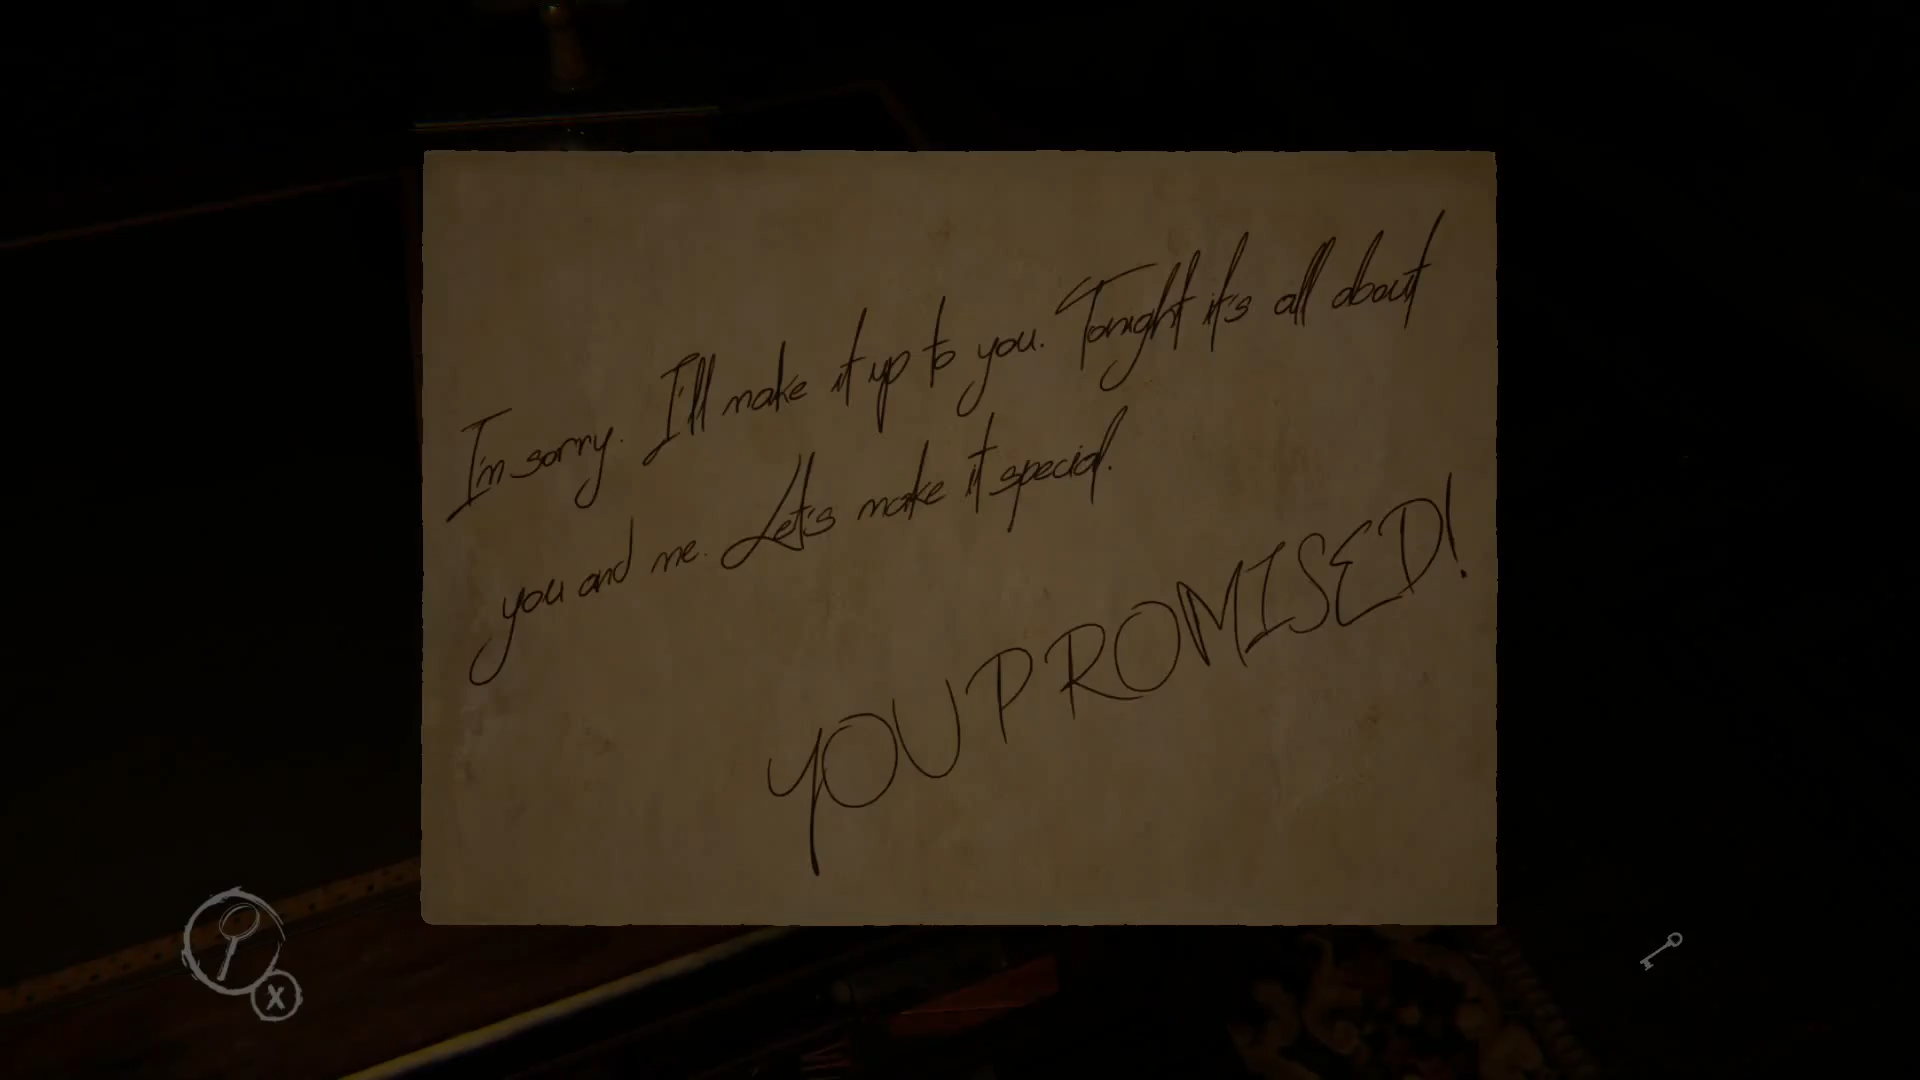 I'm sorry. I'll make it up to you. Tonight it's all about
you and me. Let's make it special.
YOU PROMISED!
X